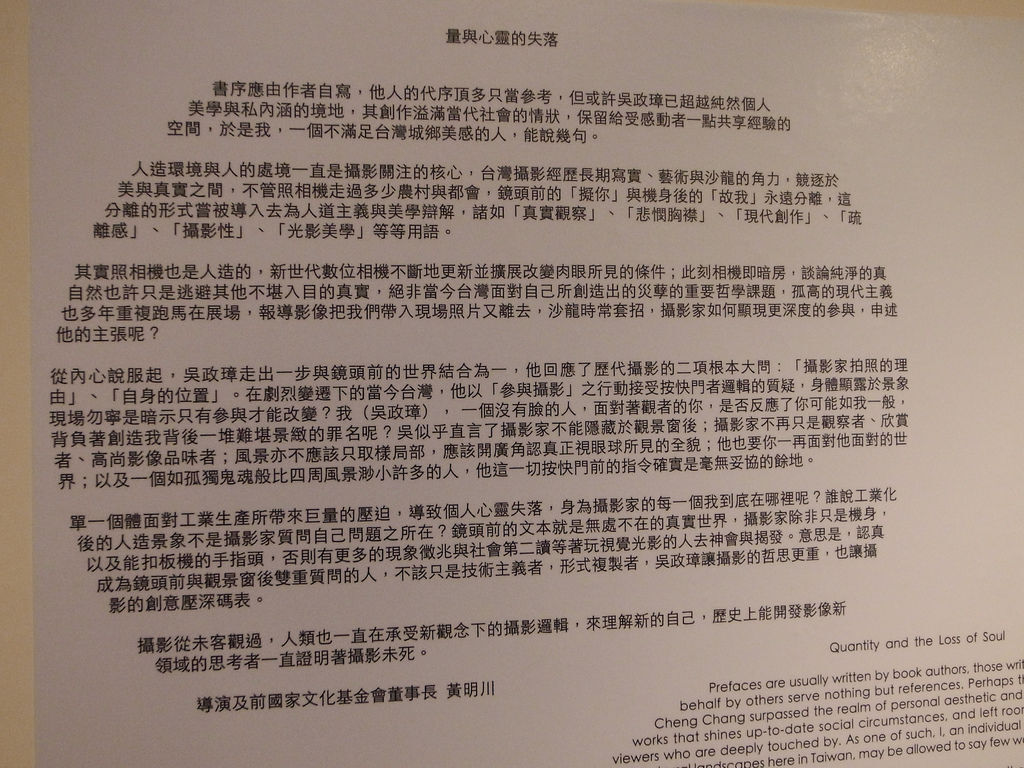 量與心靈的失落
書序應由作者自寫，他人的代序頂多只當參考，但或許吳政璋已超越純然個人
美學與私內涵的境地，其創作溢滿當代社會的情狀，保留給受感動者一點共享經驗的
空間，於是我，一個不滿足台灣城鄉美感的人，能說幾句。
人造環境與人的處境一直是攝影關注的核心，台灣攝影經歷長期寫實、藝術與沙龍的角力，競逐於
美與真實之間，不管照相機走過多少農村與都會，鏡頭前的「擬你」與機身後的「故我」永遠分離，這
分離的形式嘗被導入去為人道主義與美學辯解，諸如「真實觀察」、「悲憫胸襟」、「現代創作」、「疏
離感」、「攝影性」、「光影美學」等等用語。
其實照相機也是人造的，新世代數位相機不斷地更新並擴展改變肉眼所見的條件；此刻相機即暗房，談論純淨的真
自然也許只是逃避其他不堪入目的真實，絕非當今台灣面對自己所創造出的災孽的重要哲學課題，孤高的現代主義
也多年重複跑馬在展場，報導影像把我們帶入現場照片又離去，沙龍時常套招，攝影家如何顯現更深度的參與，申述
他的主張呢？
從內心說服起，吳政璋走出一步與鏡頭前的世界結合為一，他回應了歷代攝影的二項根本大問：「攝影家拍照的理
由」、「自身的位置」。在劇烈變遷下的當今台灣，他以「參與攝影」之行動接受按快門者邏輯的質疑，身體顯露於景象
現場勿寧是暗示只有參與才能改變？我（吳政璋），一個沒有臉的人，面對著觀者的你，是否反應了你可能如我一般，
背負著創造我背後一堆難堪景緻的罪名呢？吳似乎直言了攝影家不能隱藏於觀景窗後；攝影家不再只是觀察者、欣賞
者、高尚影像品味者；風景亦不應該只取樣局部，應該開廣角認真正視眼球所見的全貌；他也要你一再面對他面對的世
界；以及一個如孤獨鬼魂般比四周風景渺小許多的人，他這一切按快門前的指令確實是毫無妥協的餘地。
單一個體面對工業生產所帶來巨量的壓迫，導致個人心靈失落，身為攝影家的每一個我到底在哪裡呢？誰說工業化
後的人造景象不是攝影家質問自己問題之所在？鏡頭前的文本就是無處不在的真實世界，攝影家除非只是機身，
以及能扣板機的手指頭，否則有更多的現象徵兆與社會第二讀等著玩視覺光影的人去神會與揭發。意思是，認真
成為鏡頭前與觀景窗後雙重質問的人，不該只是技術主義者，形式複製者，吳政璋讓攝影的哲思更重，也讓攝
影的創意壓深碼表。
攝影從未客觀過，人類也一直在承受新觀念下的攝影邏輯，來理解新的自己，歷史上能開發影像新
領域的思考者一直證明著攝影未死。
導演及前國家文化基金會董事長 黃明川
Quantity and the Loss of Soul
Prefaces are usually written by book authors, those
behalf by others serve nothing but references. Perhaps
Cheng Chang surpassed the realm of personal aesthetic and
works that shines up-to-date social circumstances, and left
viewers who are deeply touched by. As one of such, I, an individual
landscapes here in Taiwan, may be allowed to say few